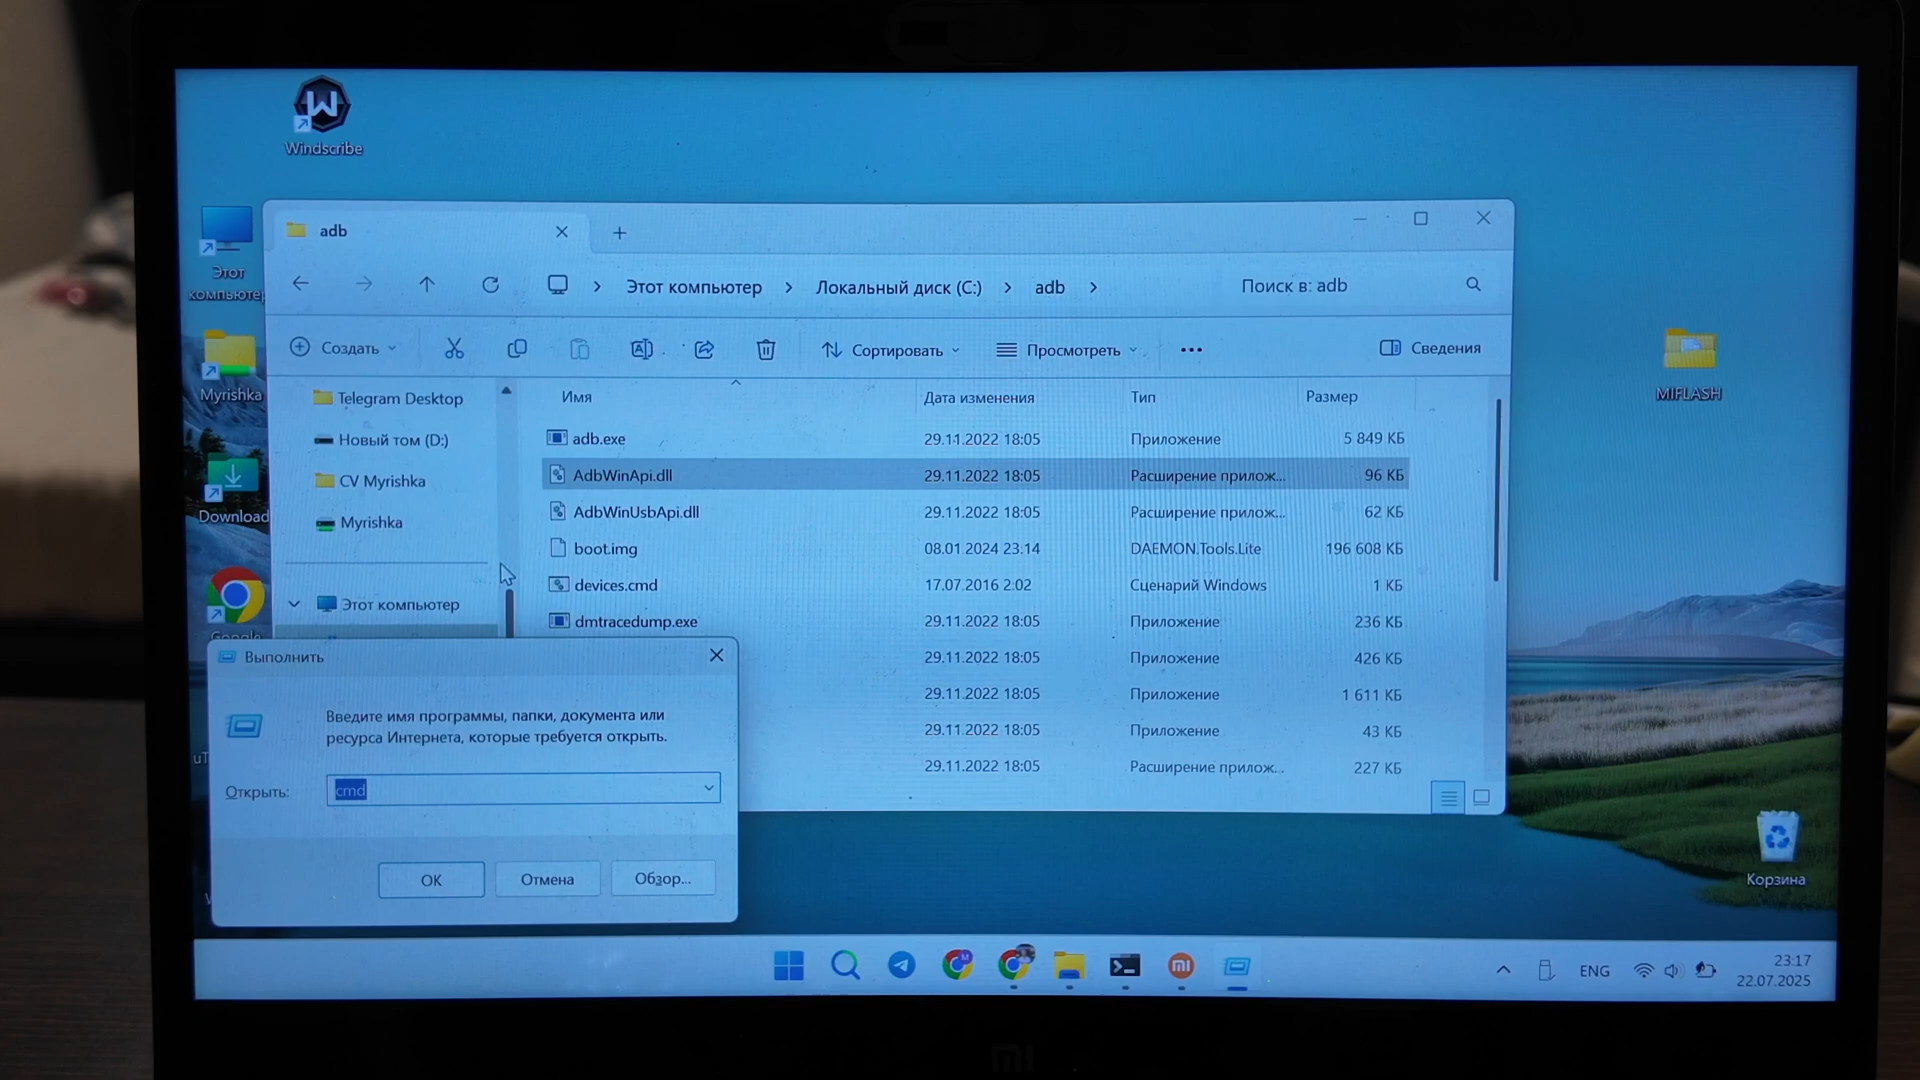 Windscribe
Этот
компьютер
Myrishka
Download
Google
MIFLASH
Корзина
adb
Этот компьютер
Локальный диск (C:)
adb
Поиск в: adb
Создать
Сортировать
Просмотреть
Сведения
Telegram Desktop
Новый том (D:)
CV Myrishka
Myrishka
Этот компьютер
Имя
Дата изменения
Тип
Размер
adb.exe 29.11.2022 18:05 Приложение 5 849 КБ
AdbWinApi.dll 29.11.2022 18:05 Расширение прилож... 96 КБ
AdbWinUsbApi.dll 29.11.2022 18:05 Расширение прилож... 62 КБ
boot.img 08.01.2024 23:14 DAEMON.Tools.Lite 196 608 КБ
devices.cmd 17.07.2016 2:02 Сценарий Windows 1 КБ
dmtracedump.exe 29.11.2022 18:05 Приложение 236 КБ
29.11.2022 18:05 Приложение 426 КБ
29.11.2022 18:05 Приложение 1 611 КБ
29.11.2022 18:05 Приложение 43 КБ
29.11.2022 18:05 Расширение прилож... 227 КБ
Выполнить
Введите имя программы, папки, документа или
ресурса Интернета, которые требуется открыть.
Открыть:
cmd
OK
Отмена
Обзор...
ENG
23:17
22.07.2025
mi